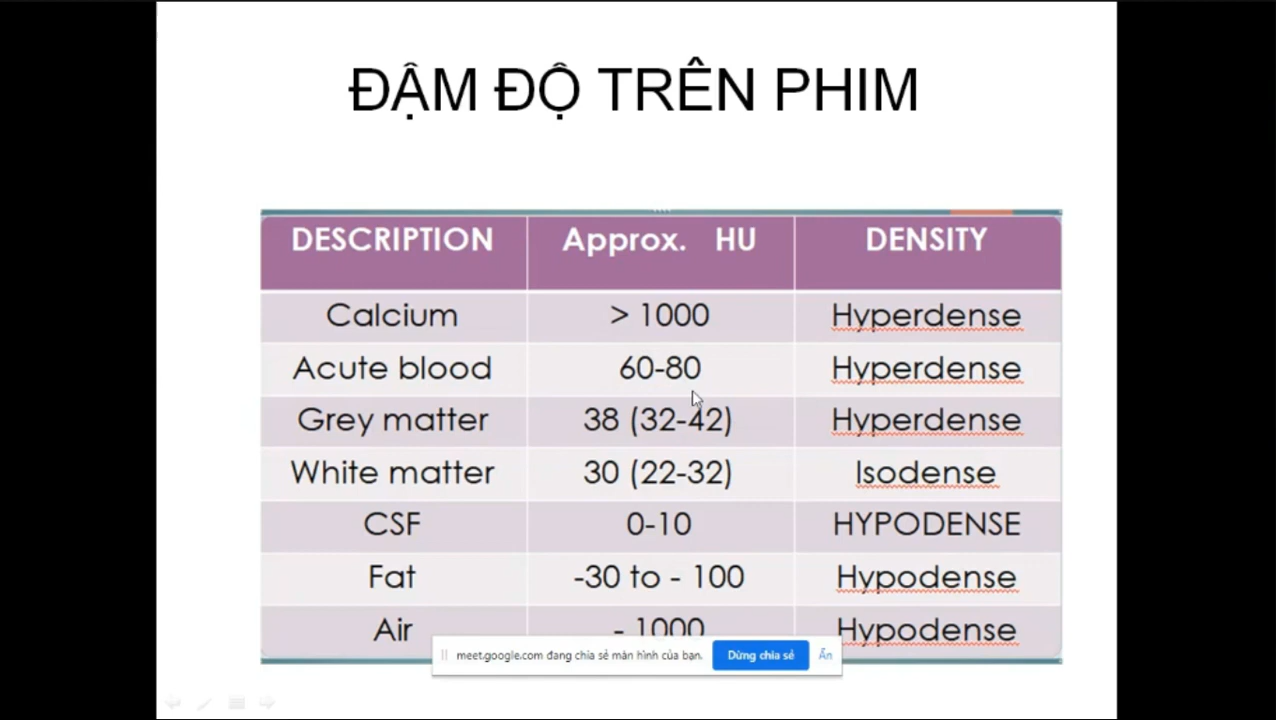 ĐẬM ĐỘ TRÊN PHIM
DESCRIPTION Approx. HU DENSITY
Calcium > 1000 Hyperdense
Acute blood 60-80 Hyperdense
Grey matter 38 (32-42) Hyperdense
White matter 30 (22-32) Isodense
CSF 0-10 HYPODENSE
Fat -30 to - 100 Hypodense
Air - 1000 Hypodense
meet.google.com đang chia sẻ màn hình của bạn. Dừng chia sẻ Ẩn